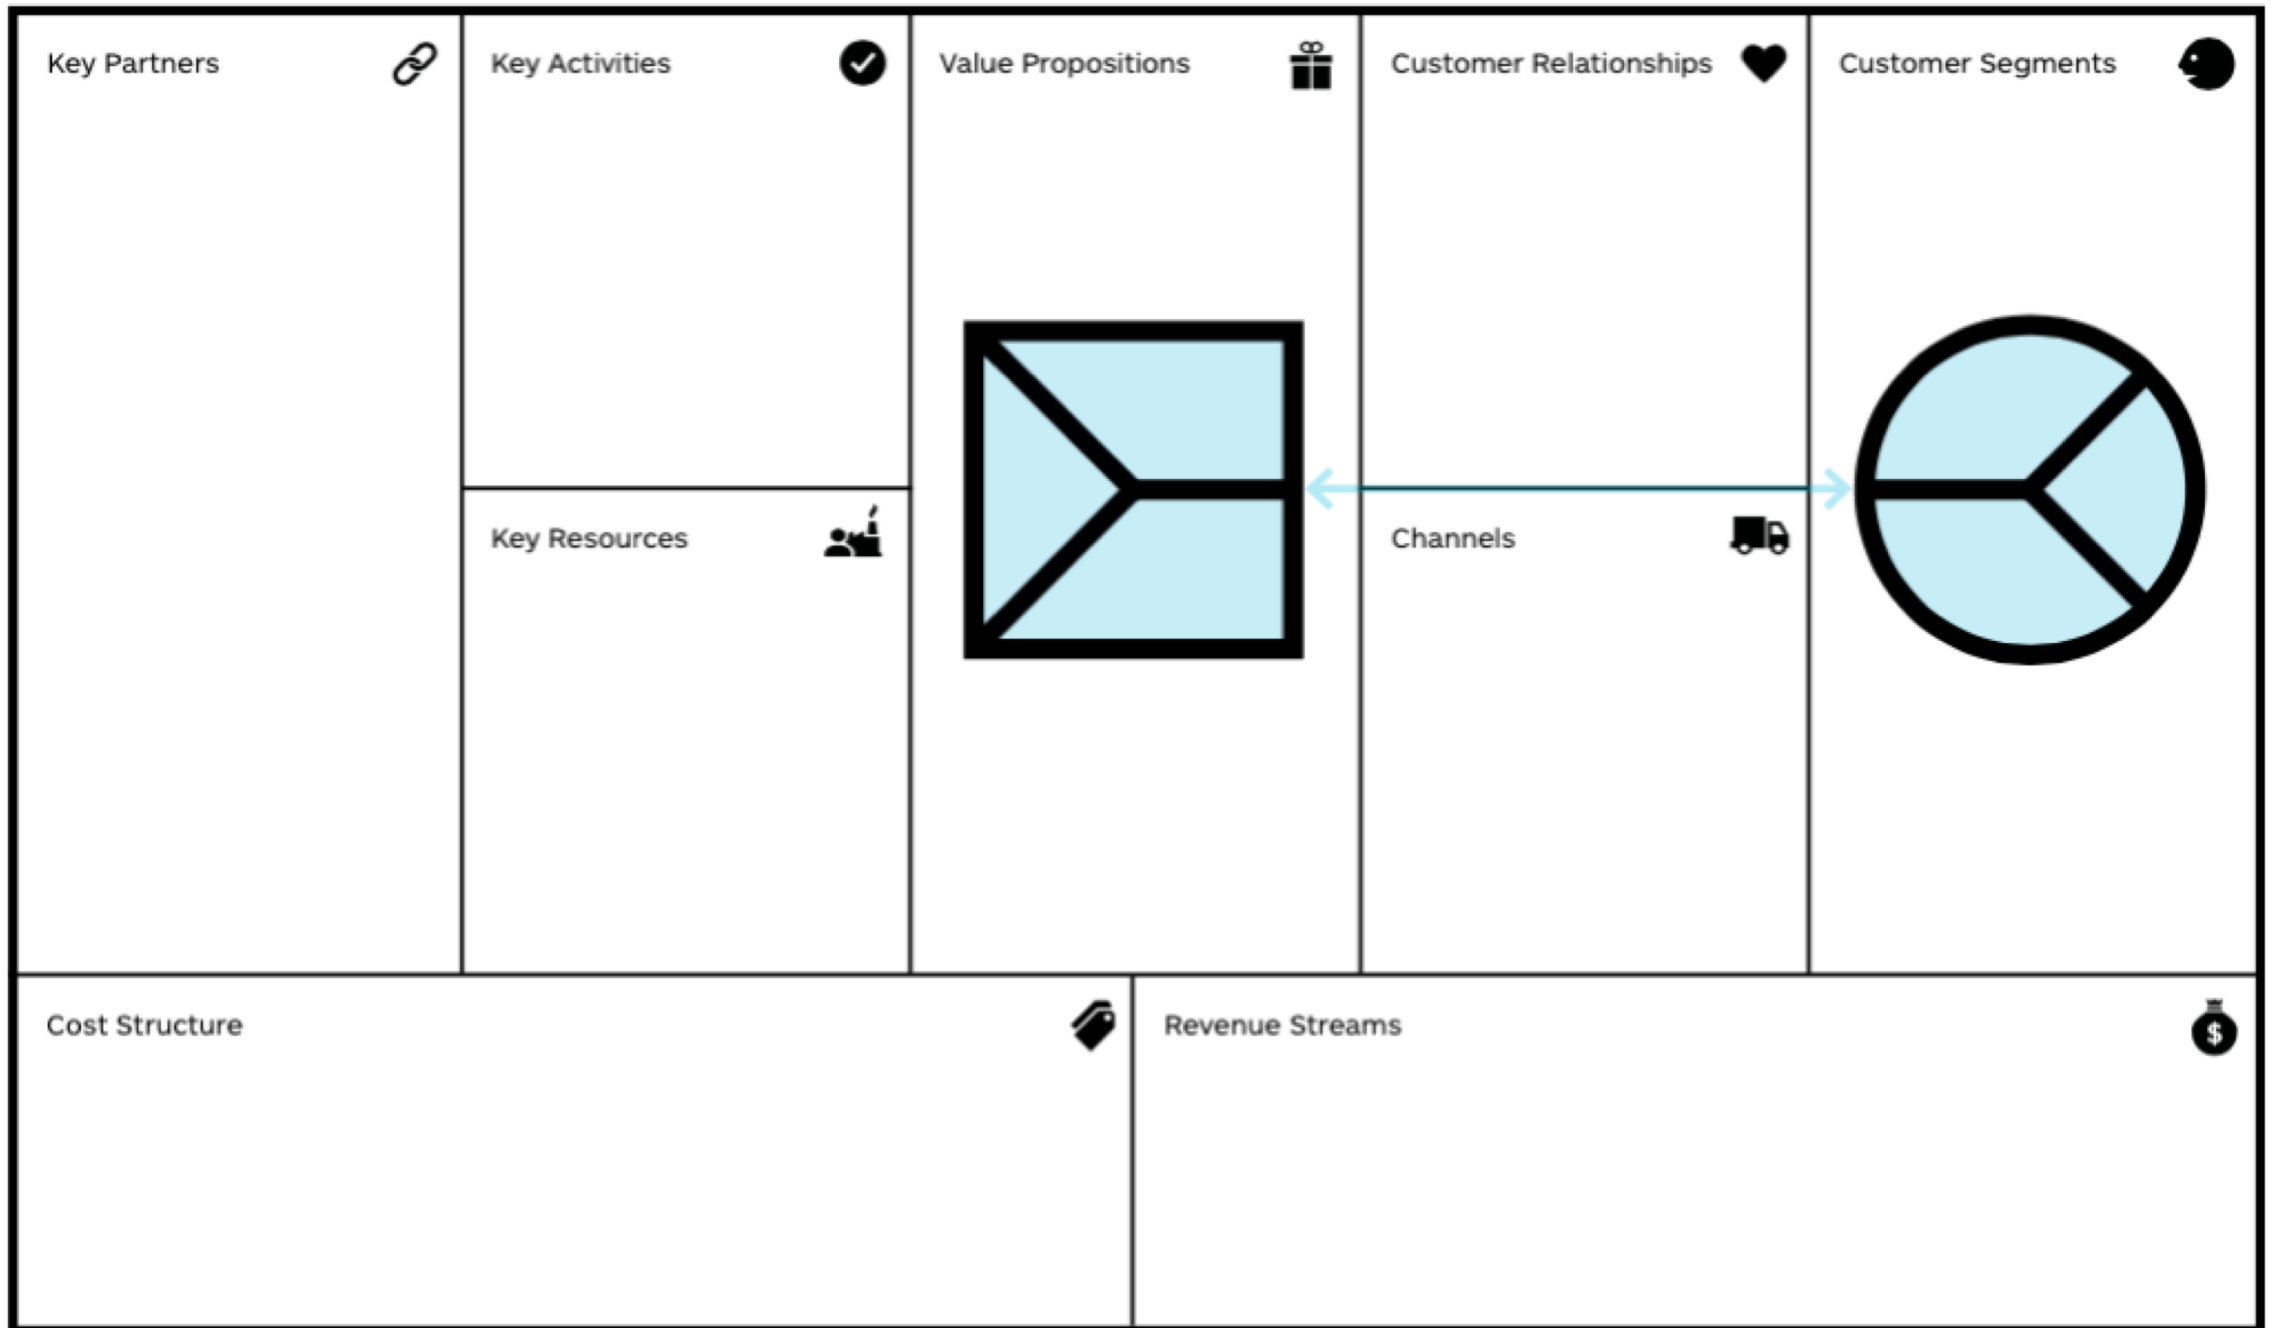 Key Partners
Key Activities
Value Propositions
Customer Relationships
Customer Segments
Key Resources
Channels
Cost Structure
Revenue Streams
$